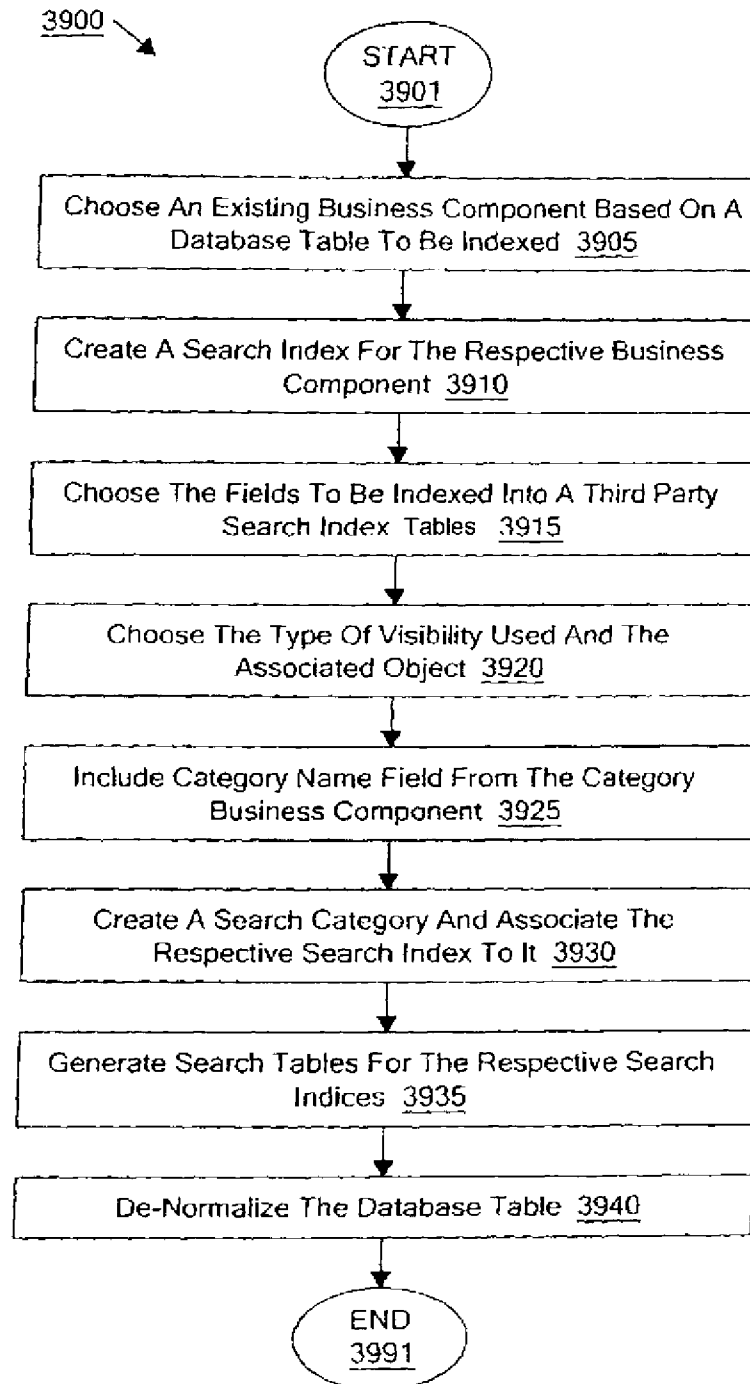 3900
START
3901
Choose An Existing Business Component Based On A
Database Table To Be Indexed 3905
Create A Search Index For The Respective Business
Component 3910
Choose The Fields To Be Indexed Into A Third Party
Search Index Tables 3915
Choose The Type Of Visibility Used And The
Associated Object 3920
Include Category Name Field From The Category
Business Component 3925
Create A Search Category And Associate The
Respective Search Index To It 3930
Generate Search Tables For The Respective Search
Indices 3935
De-Normalize The Database Table 3940
END
3991